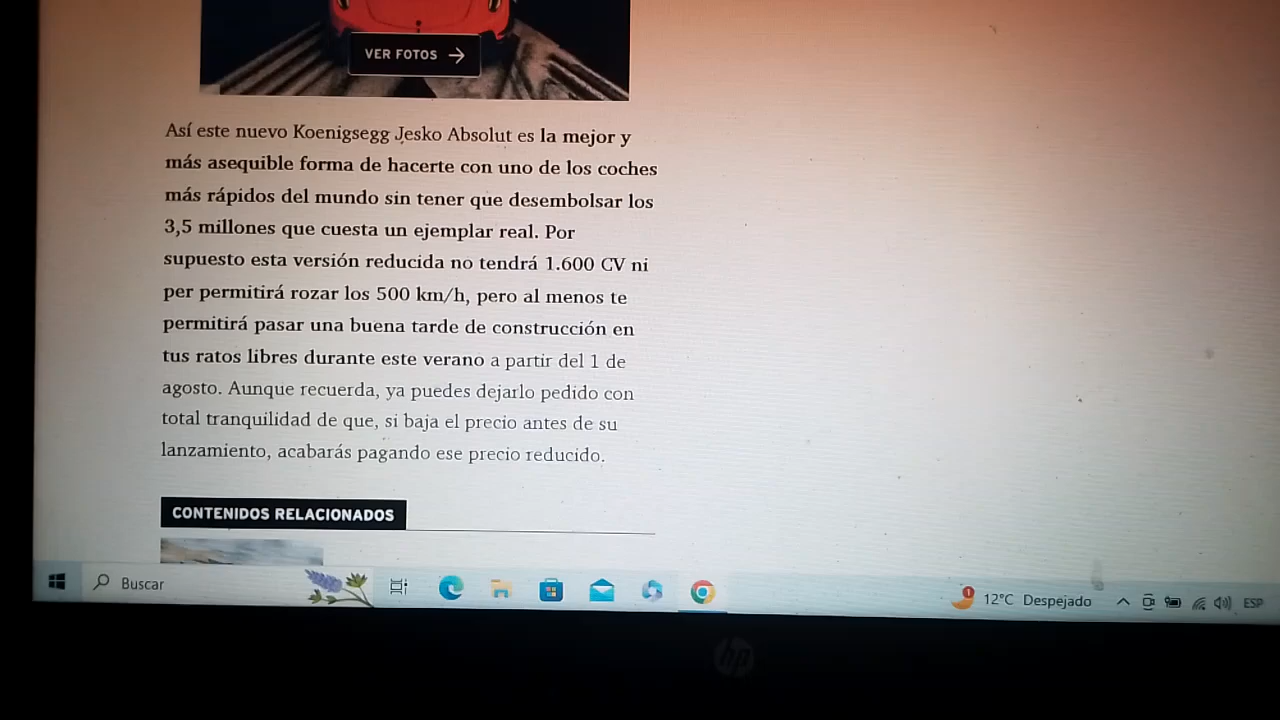 VER FOTOS →
Así este nuevo Koenigsegg Jesko Absolut es la mejor y
más asequible forma de hacerte con uno de los coches
más rápidos del mundo sin tener que desembolsar los
3,5 millones que cuesta un ejemplar real. Por
supuesto esta versión reducida no tendrá 1.600 CV ni
per permitirá rozar los 500 km/h, pero al menos te
permitirá pasar una buena tarde de construcción en
tus ratos libres durante este verano a partir del 1 de
agosto. Aunque recuerda, ya puedes dejarlo pedido con
total tranquilidad de que, si baja el precio antes de su
lanzamiento, acabarás pagando ese precio reducido.
CONTENIDOS RELACIONADOS
Buscar
1
12°C Despejado
ESP
hp